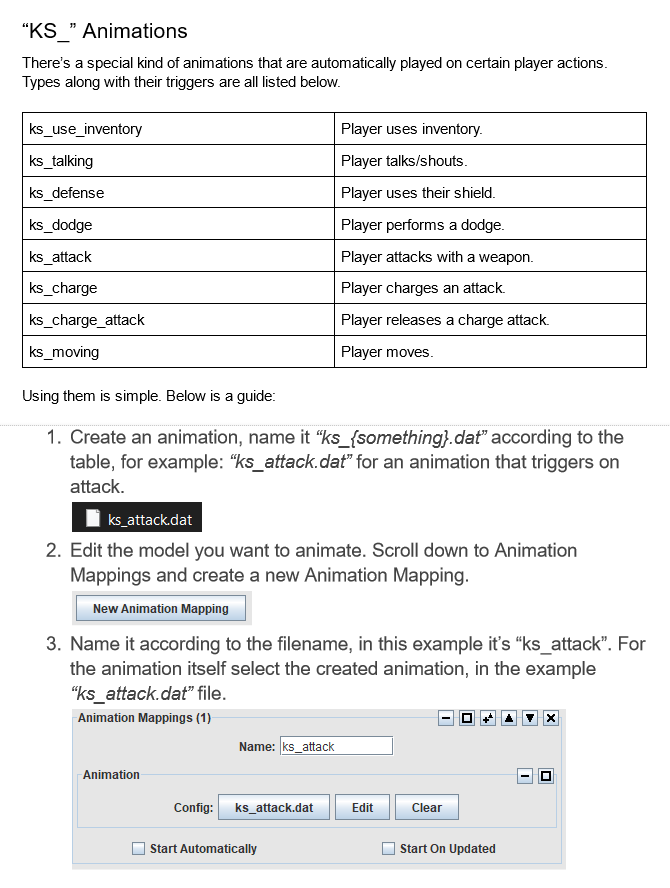 “KS_” Animations
There’s a special kind of animations that are automatically played on certain player actions.
Types along with their triggers are all listed below.
ks_use_inventory Player uses inventory.
ks_talking Player talks/shouts.
ks_defense Player uses their shield.
ks_dodge Player performs a dodge.
ks_attack Player attacks with a weapon.
ks_charge Player charges an attack.
ks_charge_attack Player releases a charge attack.
ks_moving Player moves.
Using them is simple. Below is a guide:
1. Create an animation, name it “ks_{something}.dat” according to the
table, for example: “ks_attack.dat” for an animation that triggers on
attack.
ks_attack.dat
2. Edit the model you want to animate. Scroll down to Animation
Mappings and create a new Animation Mapping.
New Animation Mapping
3. Name it according to the filename, in this example it’s “ks_attack”. For
the animation itself select the created animation, in the example
“ks_attack.dat” file.
Animation Mappings (1)
Name: ks_attack
Animation
Config: ks_attack.dat Edit Clear
Start Automatically Start On Updated